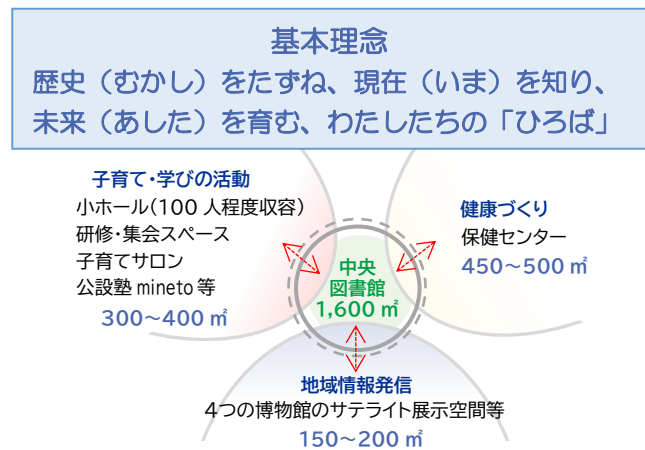 基本理念
歴史（むかし）をたずね、現在（いま）を知り、
未来（あした）を育む、わたしたちの「ひろば」
子育て・学びの活動
小ホール（100 人程度収容）
研修・集会スペース
子育てサロン
公設塾 mineto 等
300～400 ㎡
健康づくり
保健センター
450～500 ㎡
中央
図書館
1,600 ㎡
地域情報発信
4つの博物館のサテライト展示空間等
150～200 ㎡